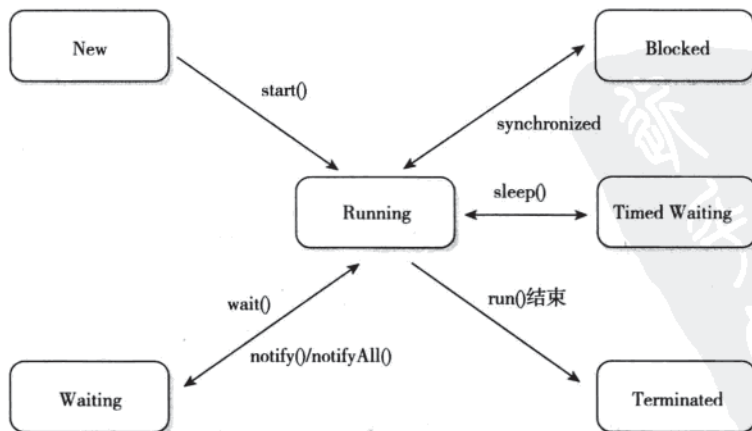 New
Blocked
start()
synchronized
Running
sleep()
Timed Waiting
wait()
run()结束
notify()/notifyAll()
Waiting
Terminated